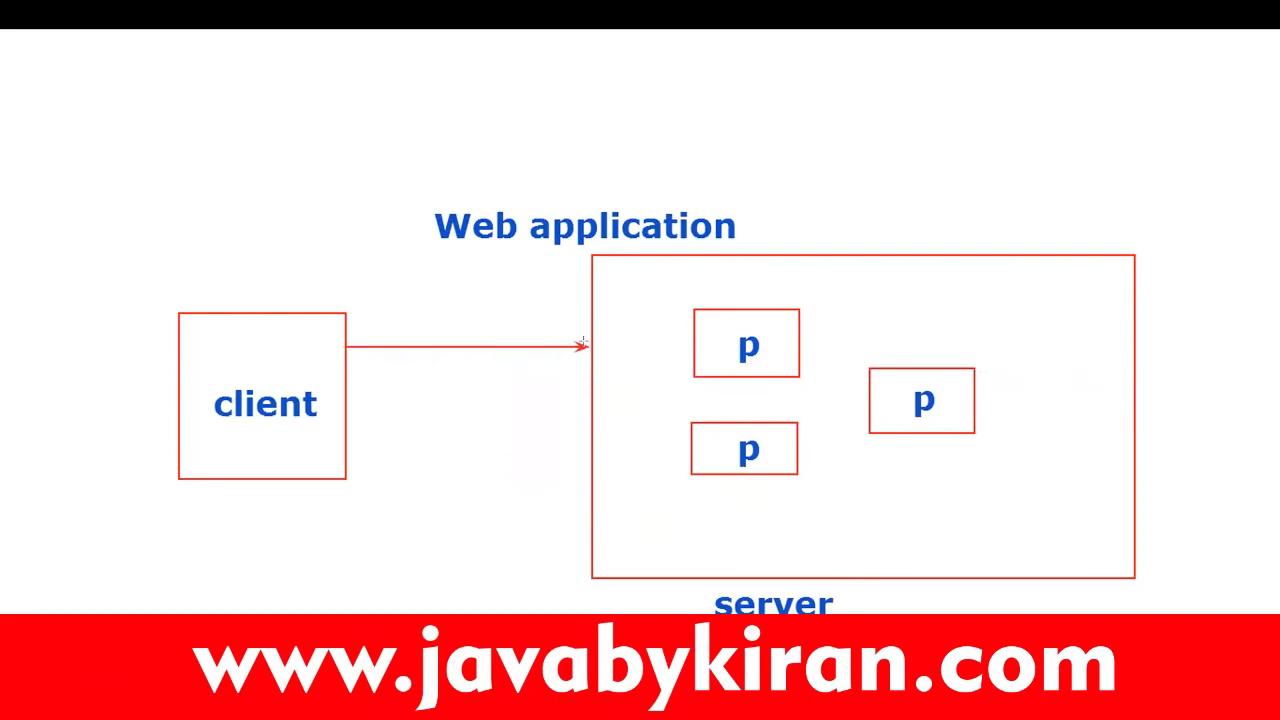 Web application
client
p
p
p
server
www.javabykiran.com